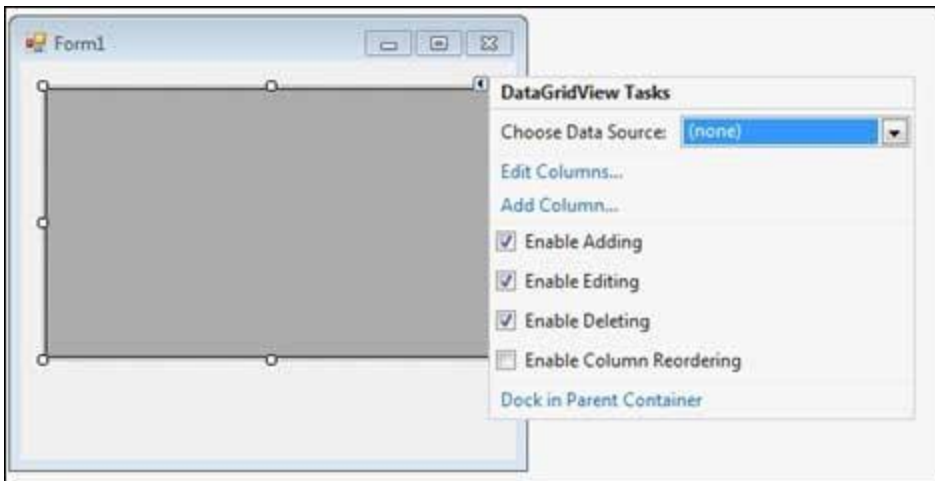 Form1
DataGridView Tasks
Choose Data Source: (none)
Edit Columns...
Add Column...
Enable Adding
Enable Editing
Enable Deleting
Enable Column Reordering
Dock in Parent Container